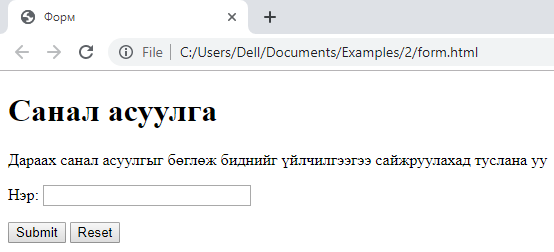 Форм
File | C:/Users/Dell/Documents/Examples/2/form.html
Санал асуулга
Дараах санал асуулгыг бөглөж биднийг үйлчилгээгээ сайжруулахад туслана уу
Нэр:
Submit Reset